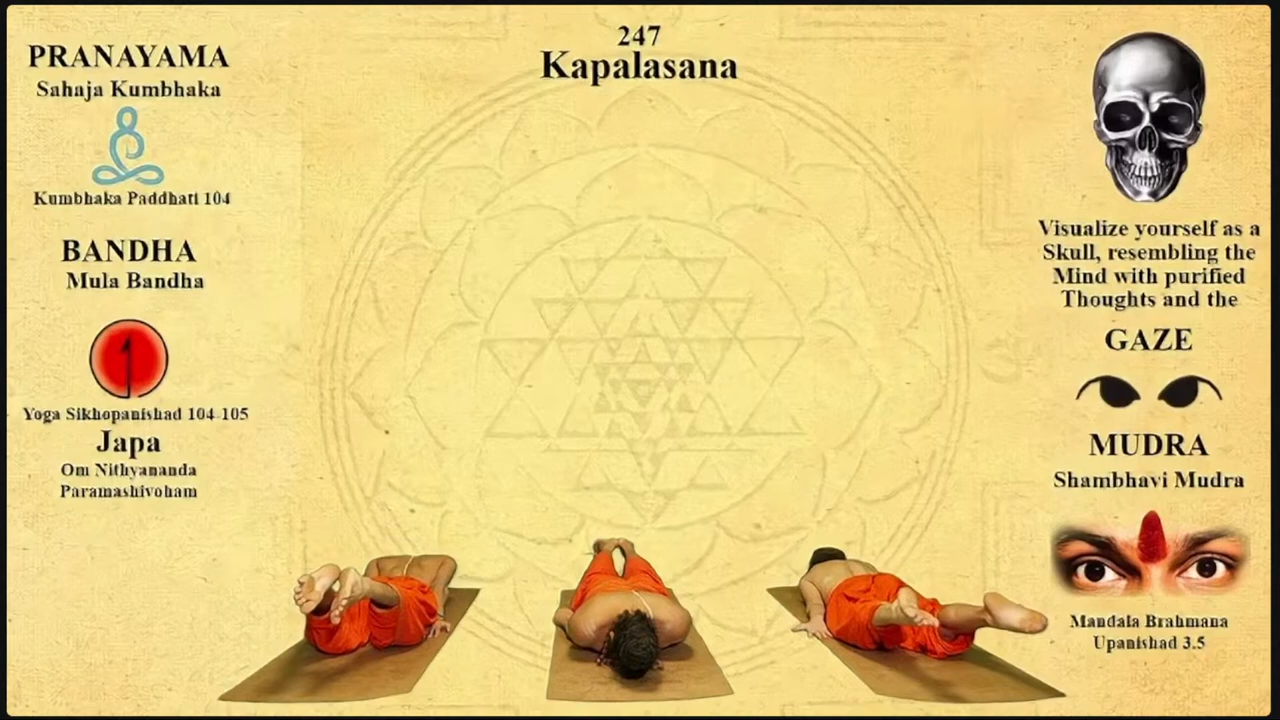 247
Kapalasana
PRANAYAMA
Sahaja Kumbhaka
Kumbhaka Paddhati 104
BANDHA
Mula Bandha
Yoga Sikhopanishad 104-105
Japa
Om Nithyananda
Paramashivoham
Visualize yourself as a
Skull, resembling the
Mind with purified
Thoughts and the
GAZE
MUDRA
Shambhavi Mudra
Mandala Brahmana
Upanishad 3.5